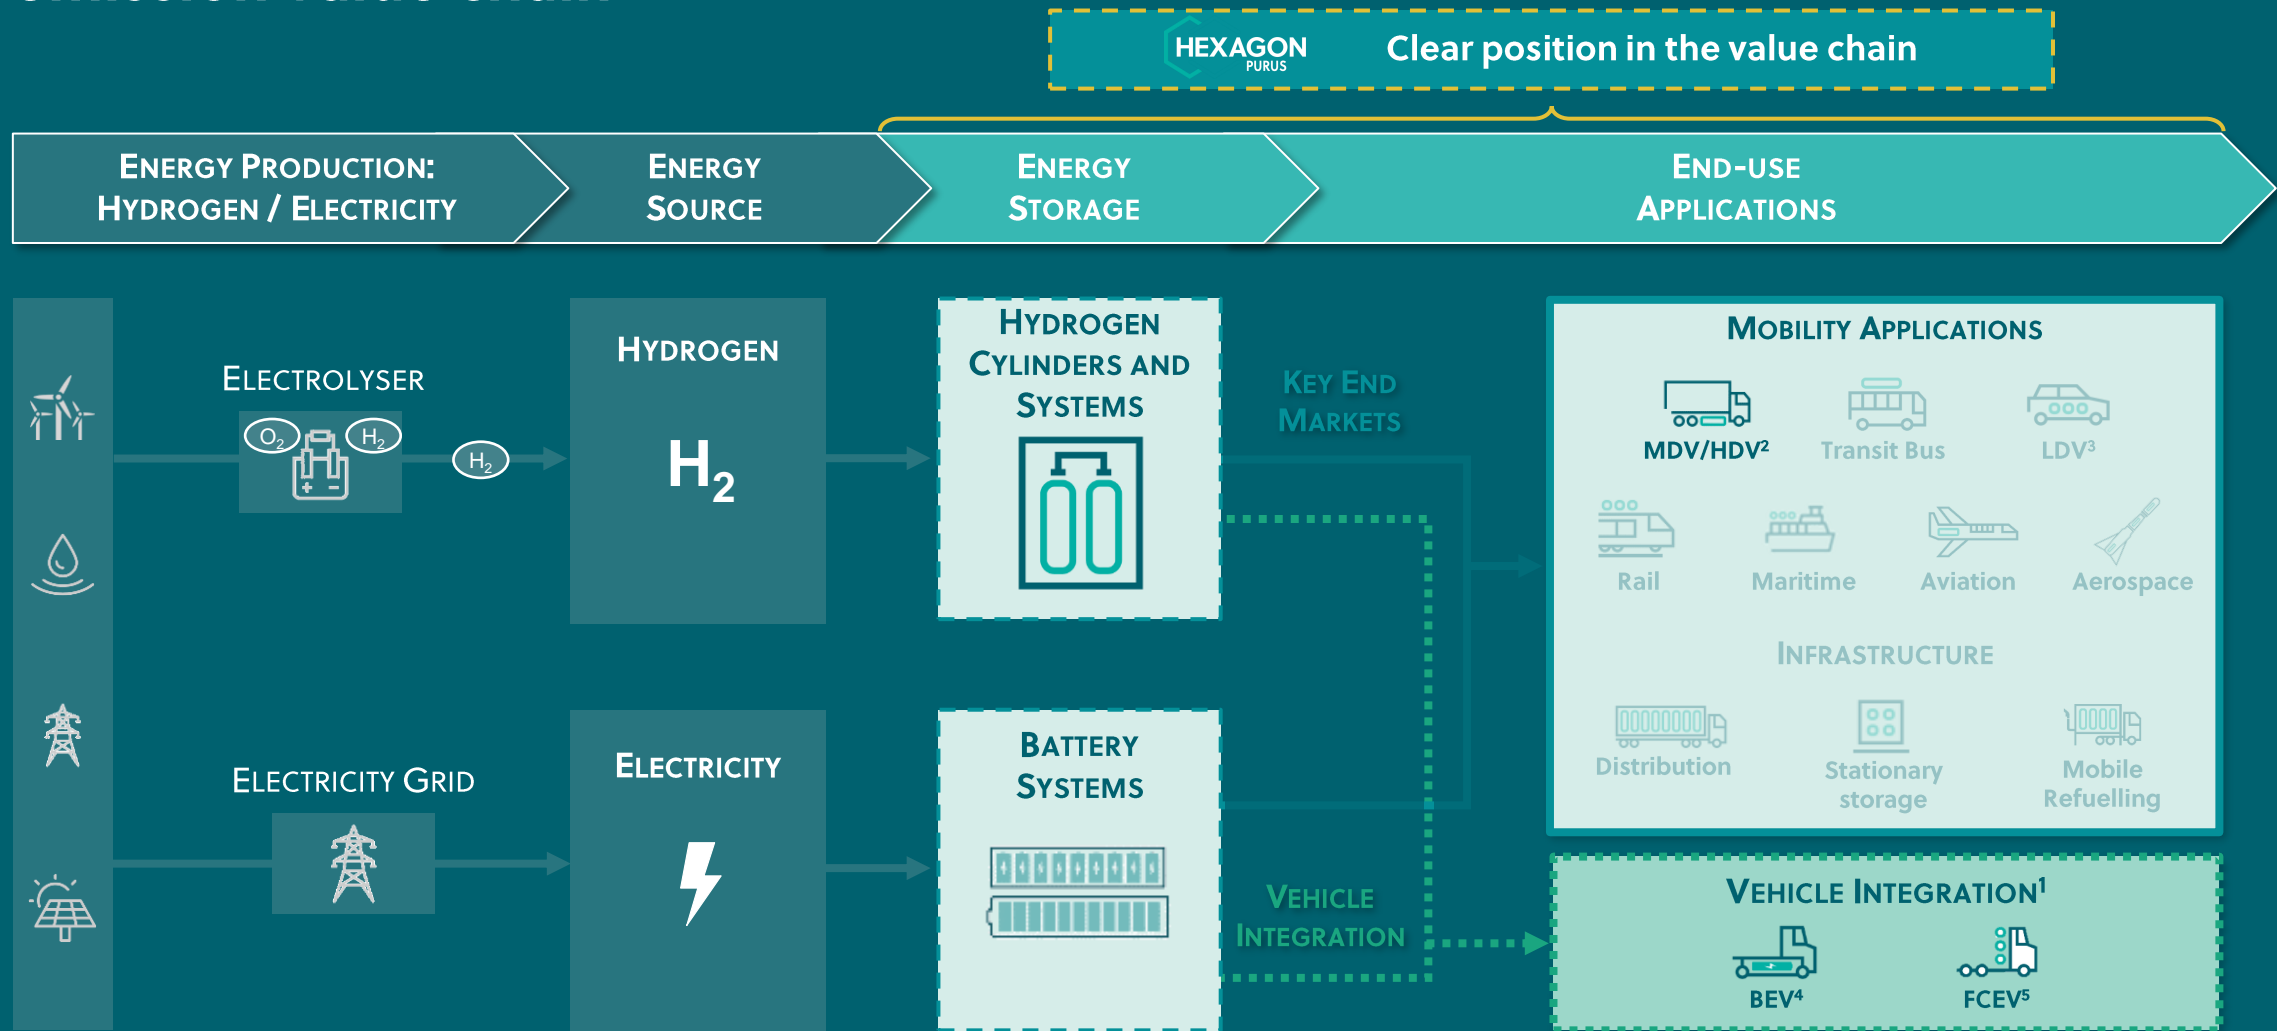 HEXAGON
PURUS
Clear position in the value chain
ENERGY PRODUCTION:
HYDROGEN / ELECTRICITY
ENERGY
SOURCE
ENERGY
STORAGE
END-USE
APPLICATIONS
ELECTROLYSER
O₂
H₂
H₂
HYDROGEN
H₂
HYDROGEN
CYLINDERS AND
SYSTEMS
KEY END
MARKETS
MOBILITY APPLICATIONS
MDV/HDV²
Transit Bus
LDV³
Rail
Maritime
Aviation
Aerospace
INFRASTRUCTURE
Distribution
Stationary
storage
Mobile
Refuelling
ELECTRICITY GRID
ELECTRICITY
BATTERY
SYSTEMS
VEHICLE
INTEGRATION
VEHICLE INTEGRATION¹
BEV⁴
FCEV⁵